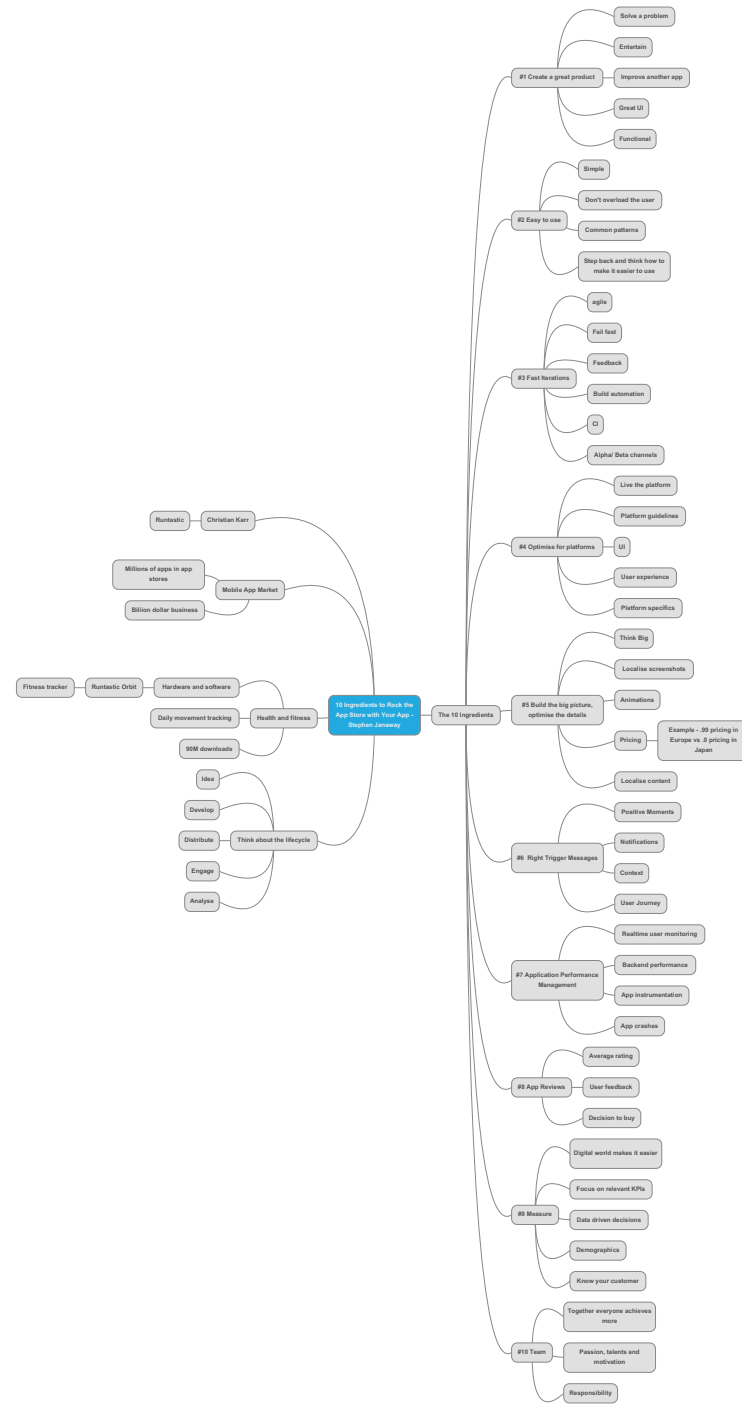 10 Ingredients to Rock the
App Store with Your App -
Stephen Janaway
Christian Karr
Runtastic
Mobile App Market
Millions of apps in app
stores
Billion dollar business
Health and fitness
Hardware and software
Runtastic Orbit
Fitness tracker
Daily movement tracking
90M downloads
Think about the lifecycle
Idea
Develop
Distribute
Engage
Analyse
The 10 Ingredients
#1 Create a great product
Solve a problem
Entertain
Improve another app
Great UI
Functional
#2 Easy to use
Simple
Don't overload the user
Common patterns
Step back and think how to
make it easier to use
#3 Fast Iterations
agile
Fail fast
Feedback
Build automation
CI
Alpha/ Beta channels
#4 Optimise for platforms
Live the platform
Platform guidelines
UI
User experience
Platform specifics
#5 Build the big picture,
optimise the details
Think Big
Localise screenshots
Animations
Pricing
Example - .99 pricing in
Europe vs .0 pricing in
Japan
Localise content
#6 Right Trigger Messages
Positive Moments
Notifications
Context
User Journey
#7 Application Performance
Management
Realtime user monitoring
Backend performance
App instrumentation
App crashes
#8 App Reviews
Average rating
User feedback
Decision to buy
#9 Measure
Digital world makes it easier
Focus on relevant KPIs
Data driven decisions
Demographics
Know your customer
#10 Team
Together everyone achieves
more
Passion, talents and
motivation
Responsibility